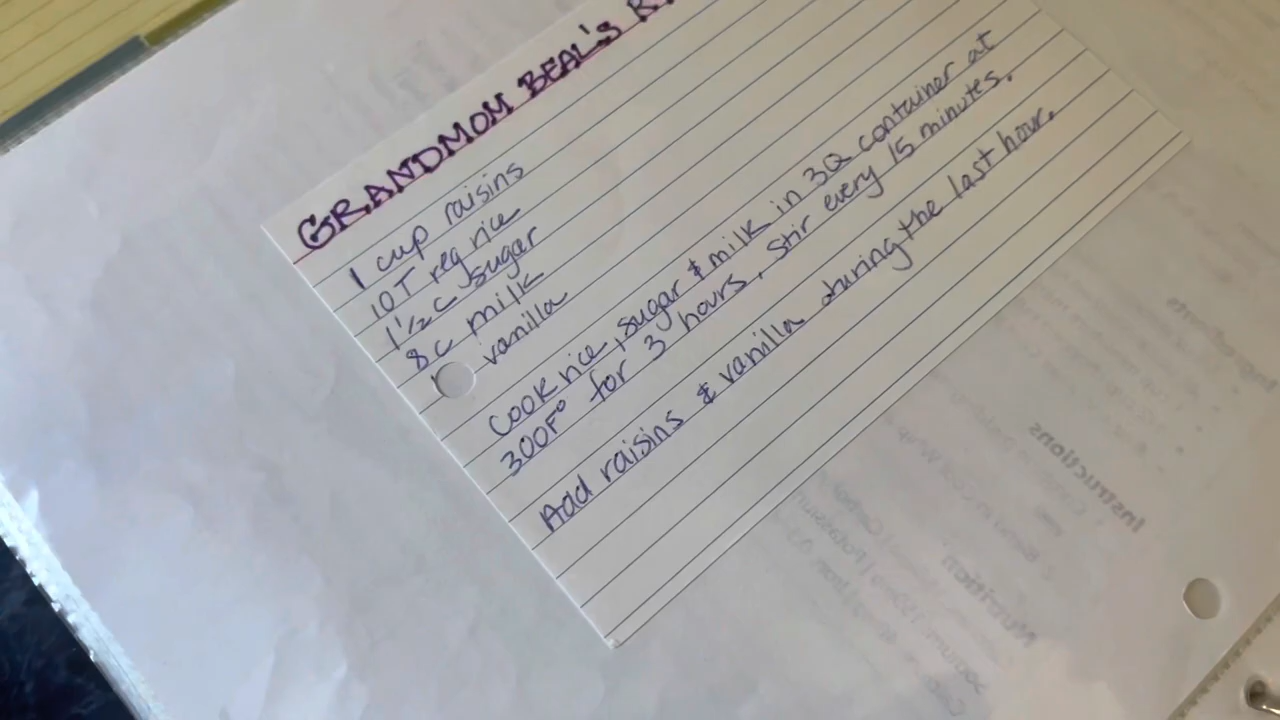 GRANDMOM BEAL'S
1 cup raisins
10T reg rice
1½c sugar
8c milk
vanilla
Cook rice, sugar & milk in 3Q container at
300F° for 3 hours. Stir every 15 minutes.
Add raisins & vanilla during the last hour.
Instructions
Nutrition